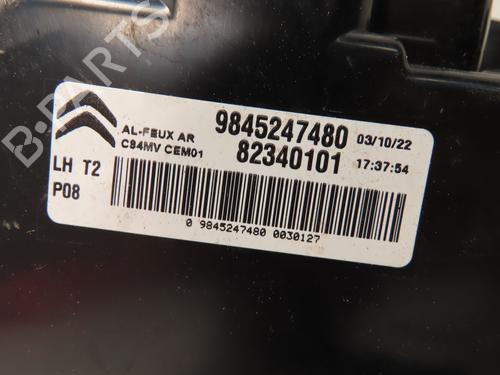 B-PARTS
AL-FEUX AR 9845247480 03/10/22
C84MV CEM01 82340101 17:37:54
LH T2
P08
0 9845247480 0030127